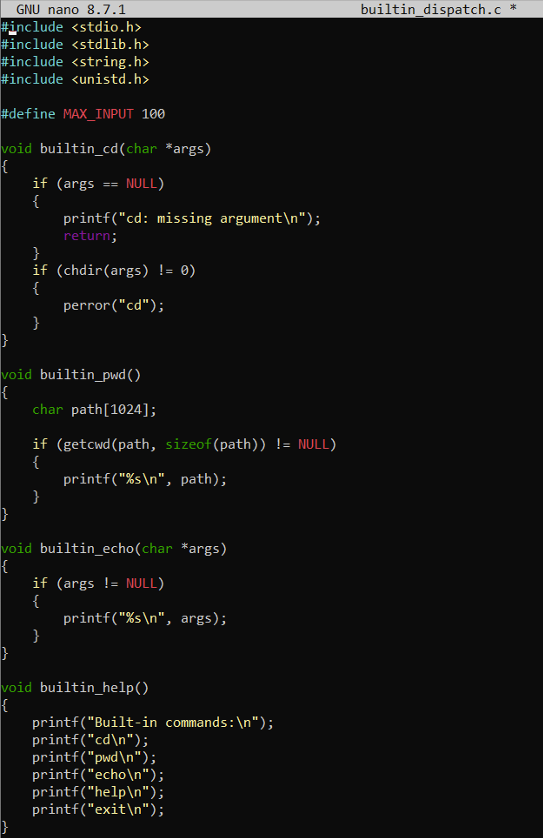 GNU nano 8.7.1 builtin_dispatch.c *
#include <stdio.h>
#include <stdlib.h>
#include <string.h>
#include <unistd.h>

#define MAX_INPUT 100

void builtin_cd(char *args)
{
    if (args == NULL)
    {
        printf("cd: missing argument\n");
        return;
    }
    if (chdir(args) != 0)
    {
        perror("cd");
    }
}

void builtin_pwd()
{
    char path[1024];

    if (getcwd(path, sizeof(path)) != NULL)
    {
        printf("%s\n", path);
    }
}

void builtin_echo(char *args)
{
    if (args != NULL)
    {
        printf("%s\n", args);
    }
}

void builtin_help()
{
    printf("Built-in commands:\n");
    printf("cd\n");
    printf("pwd\n");
    printf("echo\n");
    printf("help\n");
    printf("exit\n");
}